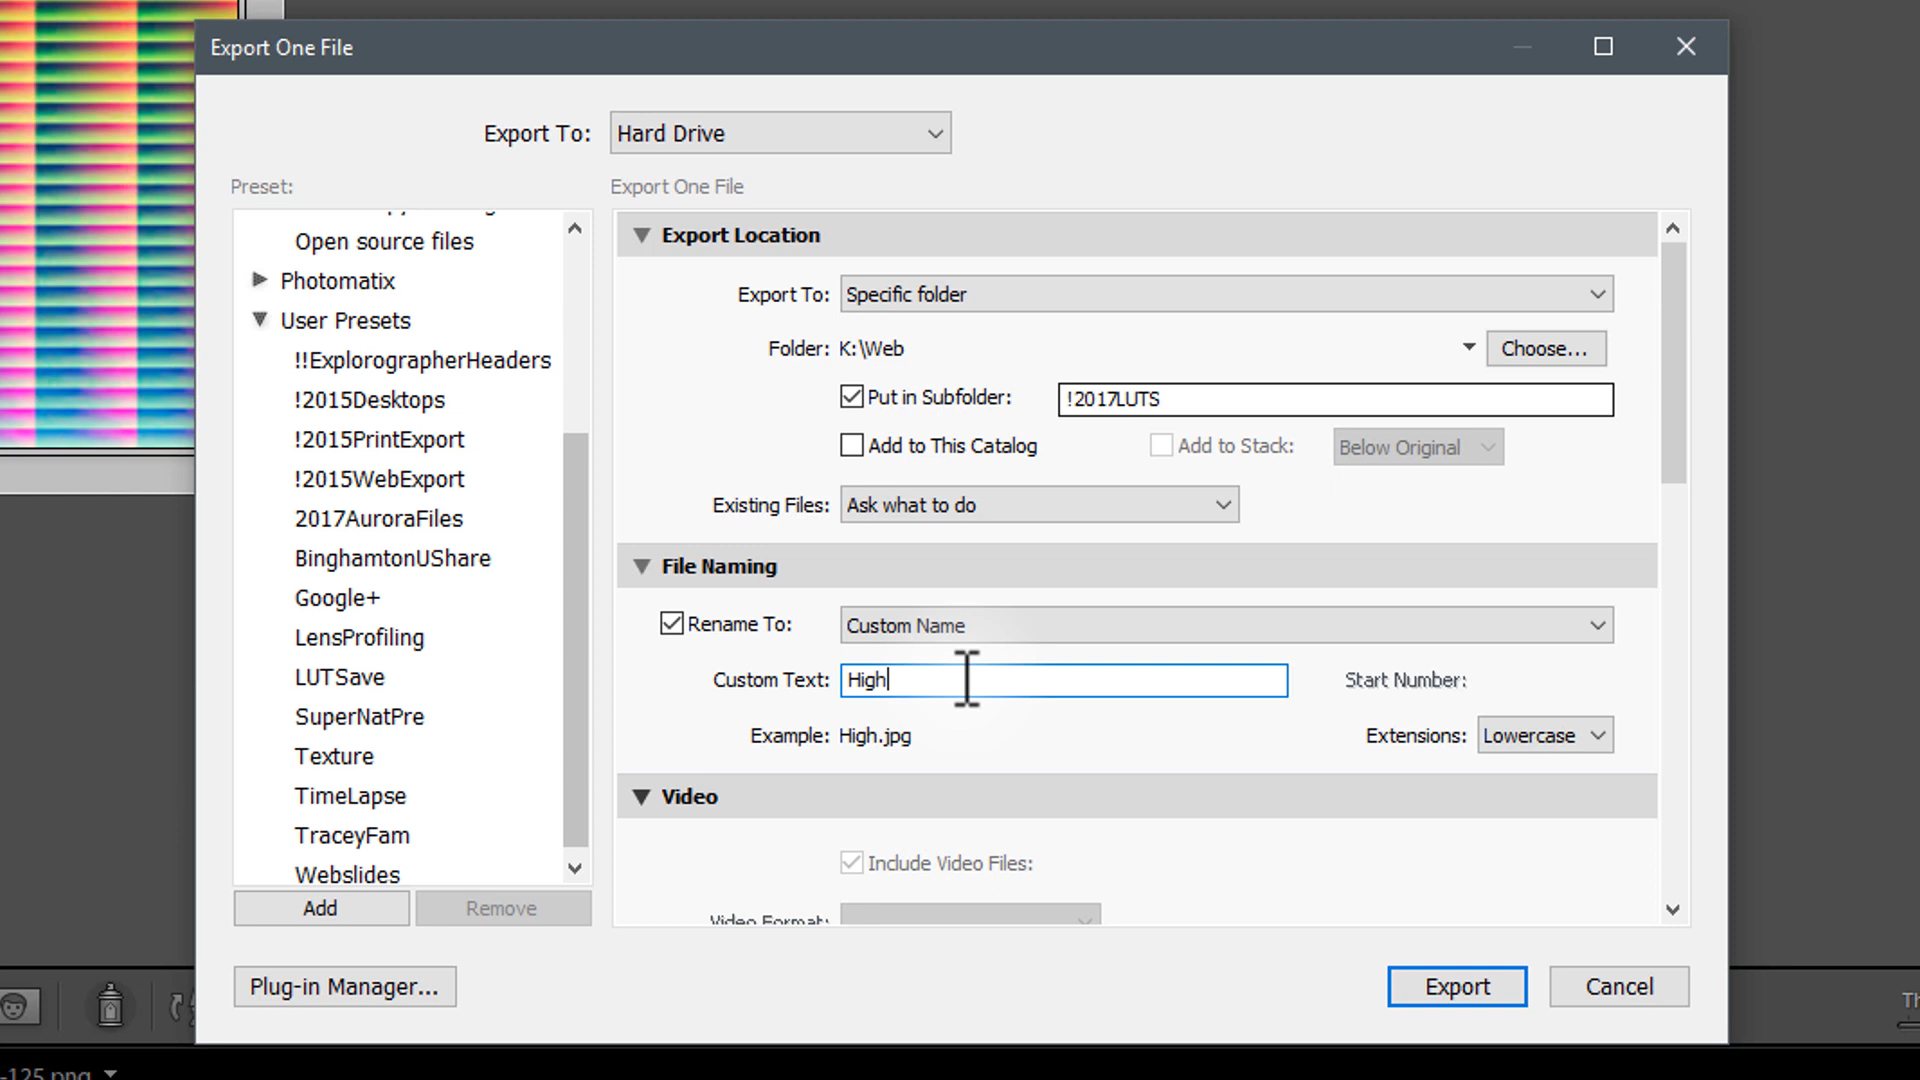 Export One File
Export To: Hard Drive
Preset:
Export One File
Open source files
Photomatix
User Presets
!!ExplorographerHeaders
!2015Desktops
!2015PrintExport
!2015WebExport
2017AuroraFiles
BinghamtonUShare
Google+
LensProfiling
LUTSave
SuperNatPre
Texture
TimeLapse
TraceyFam
Webslides
Add Remove
Export Location
Export To: Specific folder
Folder: K:\Web Choose...
Put in Subfolder: !2017LUTS
Add to This Catalog Add to Stack: Below Original
Existing Files: Ask what to do
File Naming
Rename To: Custom Name
Custom Text: High Start Number:
Example: High.jpg Extensions: Lowercase
Video
Include Video Files:
Video Format:
Plug-in Manager... Export Cancel
-125.png